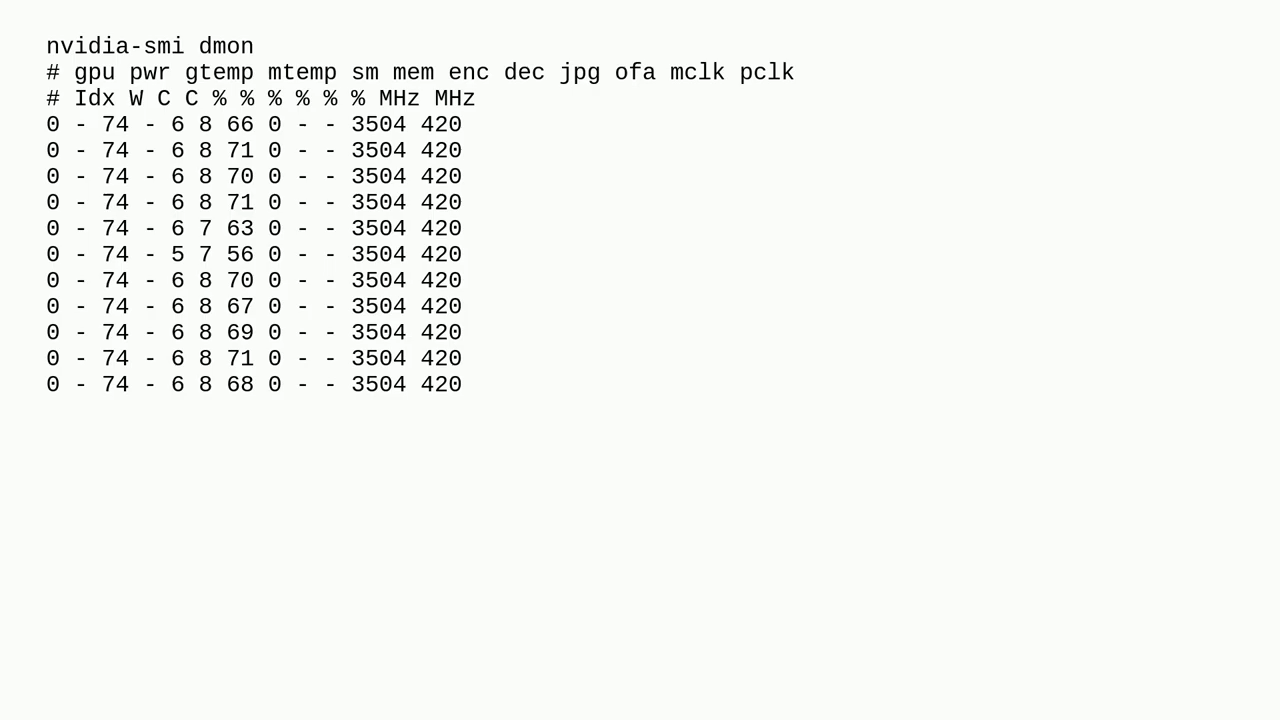 nvidia-smi dmon
# gpu pwr gtemp mtemp sm mem enc dec jpg ofa mclk pclk
# Idx W C C % % % % % % MHz MHz
0 - 74 - 6 8 66 0 - - 3504 420
0 - 74 - 6 8 71 0 - - 3504 420
0 - 74 - 6 8 70 0 - - 3504 420
0 - 74 - 6 8 71 0 - - 3504 420
0 - 74 - 6 7 63 0 - - 3504 420
0 - 74 - 5 7 56 0 - - 3504 420
0 - 74 - 6 8 70 0 - - 3504 420
0 - 74 - 6 8 67 0 - - 3504 420
0 - 74 - 6 8 69 0 - - 3504 420
0 - 74 - 6 8 71 0 - - 3504 420
0 - 74 - 6 8 68 0 - - 3504 420